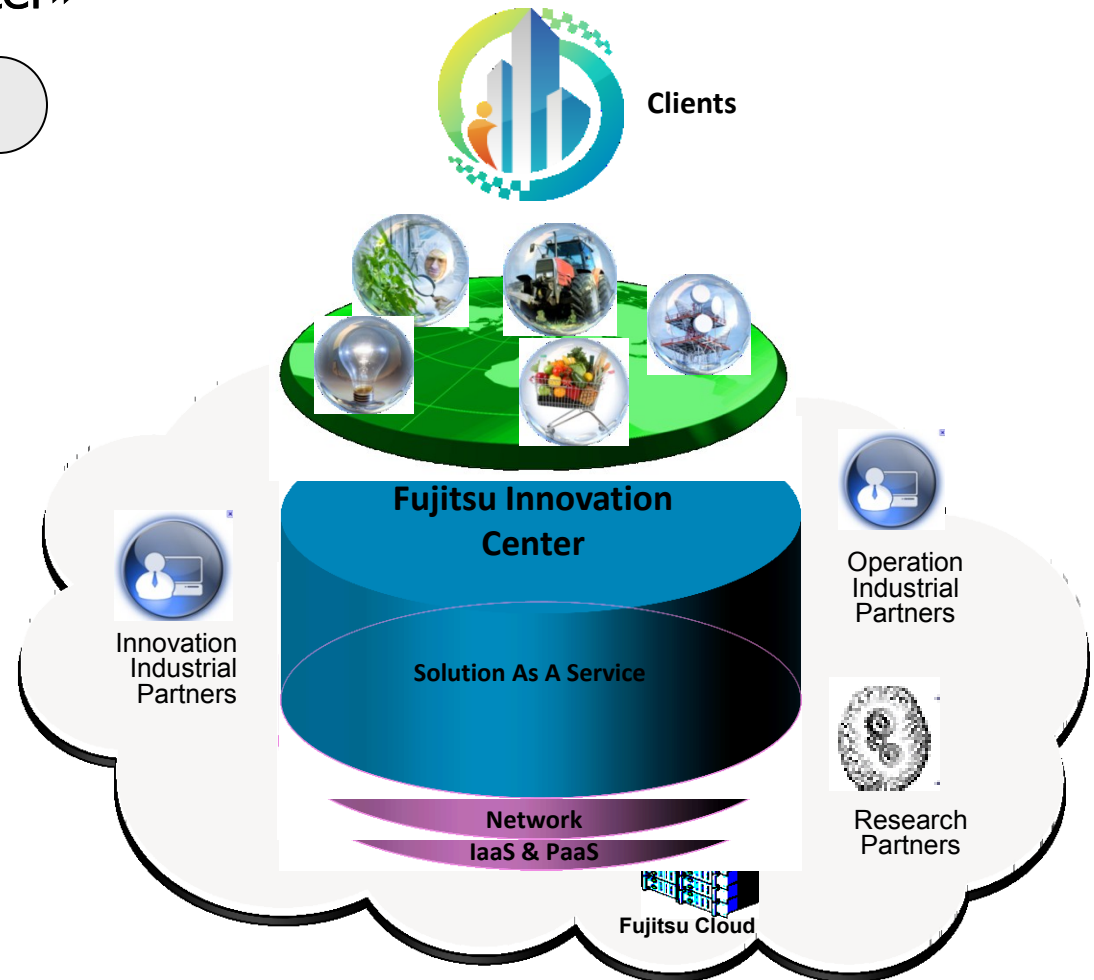 Clients
Fujitsu Innovation
Center
Operation
Industrial
Partners
Innovation
Industrial
Partners
Solution As A Service
Network
IaaS & PaaS
Research
Partners
Fujitsu Cloud